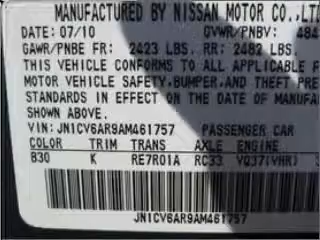 MANUFACTURED BY NISSAN MOTOR CO.,LTD
DATE: 07/10 GVWR/PNBV: 484
GAWR/PNBE FR: 2423 LBS. RR: 2482 LBS.
THIS VEHICLE CONFORMS TO ALL APPLICABLE
MOTOR VEHICLE SAFETY, BUMPER, AND THEFT PRE
STANDARDS IN EFFECT ON THE DATE OF MANUFACT
SHOWN ABOVE.
VIN: JN1CV6AR9AM461757 PASSENGER CAR
COLOR TRIM TRANS AXLE ENGINE
B30 K RE7R01A RC33 VQ37(VHR)
JN1CV6AR9AM461757